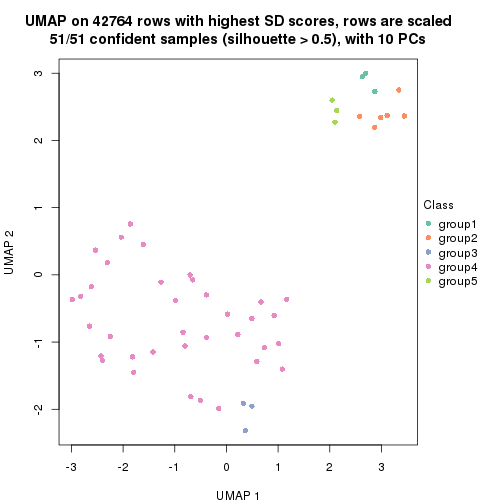 UMAP on 42764 rows with highest SD scores, rows are scaled
51/51 confident samples (silhouette > 0.5), with 10 PCs
3
2
1
0
-1
-2
UMAP 2
-3 -2 -1 0 1 2 3
UMAP 1
Class
group1
group2
group3
group4
group5